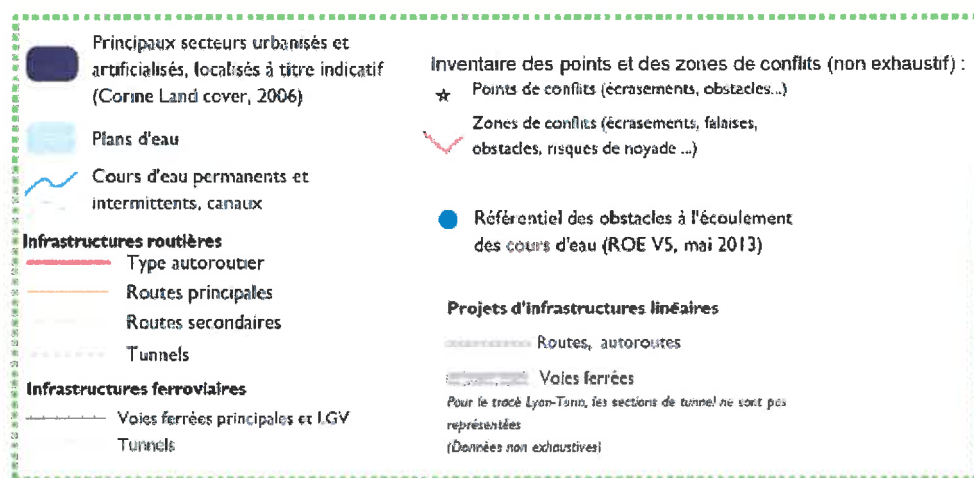 Principaux secteurs urbanisés et
artificialisés, localisés à titre indicatif
(Corine Land cover, 2006)
Plans d'eau
Cours d'eau permanents et
intermittents, canaux
Infrastructures routières
Type autoroutier
Routes principales
Routes secondaires
Tunnels
Infrastructures ferroviaires
Voies ferrées principales et LGV
Tunnels
Inventaire des points et des zones de conflits (non exhaustif) :
Points de conflits (écrasements, obstacles...)
Zones de conflits (écrasements, falaises,
obstacles, risques de noyade ...)
Référentiel des obstacles à l'écoulement
des cours d'eau (ROE V5, mai 2013)
Projets d'infrastructures linéaires
Routes, autoroutes
Voies ferrées
Pour le tracé Lyon-Turin, les sections de tunnel ne sont pas
représentées
(Données non exhaustives)